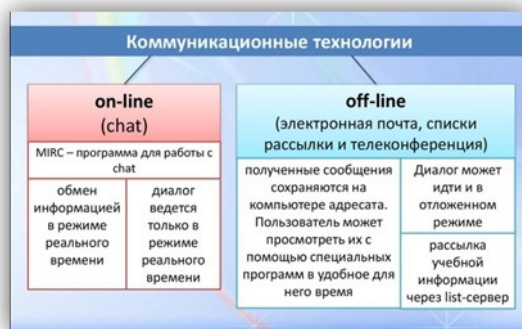 Коммуникационные технологии
on-line
(chat)
MIRC – программа для работы с
chat
обмен
информацией
в режиме
реального
времени
диалог
ведется
только в
режиме
реального
времени
off-line
(электронная почта, списки
рассылки и телеконференция)
полученные сообщения
сохраняются на
компьютере адресата.
Пользователь может
просмотреть их с
помощью специальных
программ в удобное для
него время
Диалог может
идти и в
отложенном
режиме
рассылка
учебной
информации
через list-сервер